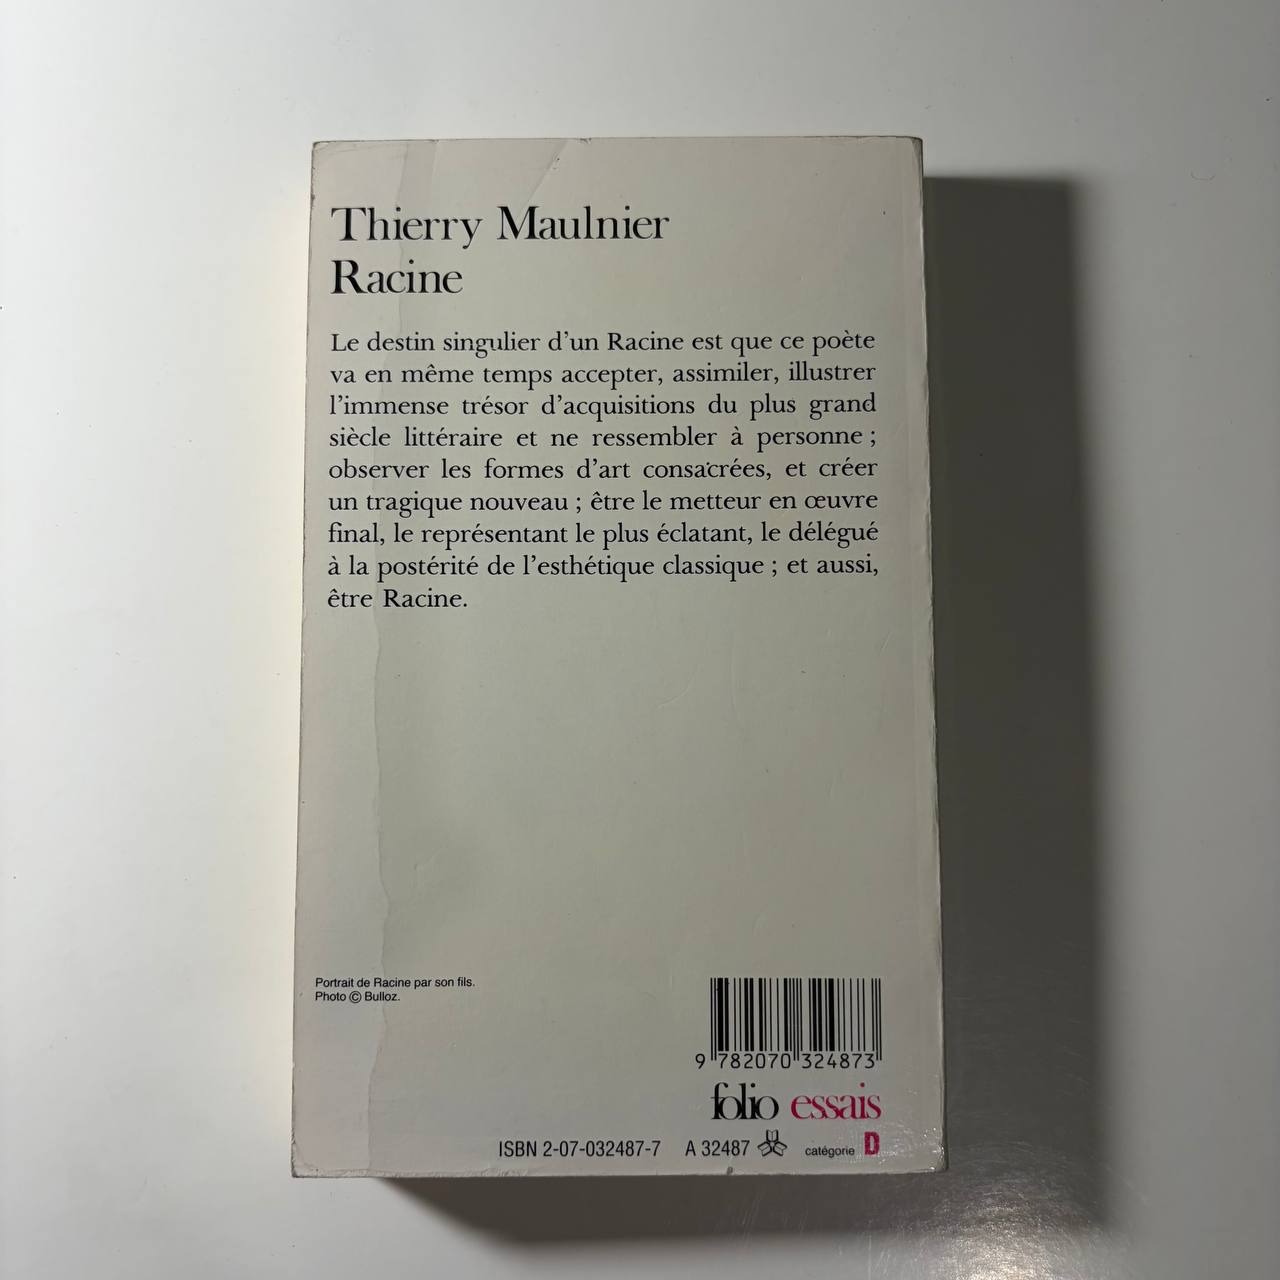 Thierry Maulnier
Racine
Le destin singulier d'un Racine est que ce poète
va en même temps accepter, assimiler, illustrer
l'immense trésor d'acquisitions du plus grand
siècle littéraire et ne ressembler à personne ;
observer les formes d'art consacrées, et créer
un tragique nouveau ; être le metteur en œuvre
final, le représentant le plus éclatant, le délégué
à la postérité de l'esthétique classique ; et aussi,
être Racine.
Portrait de Racine par son fils.
Photo © Bulloz.
9 782070 324873
folio essais
ISBN 2-07-032487-7 A 32487 catégorie D